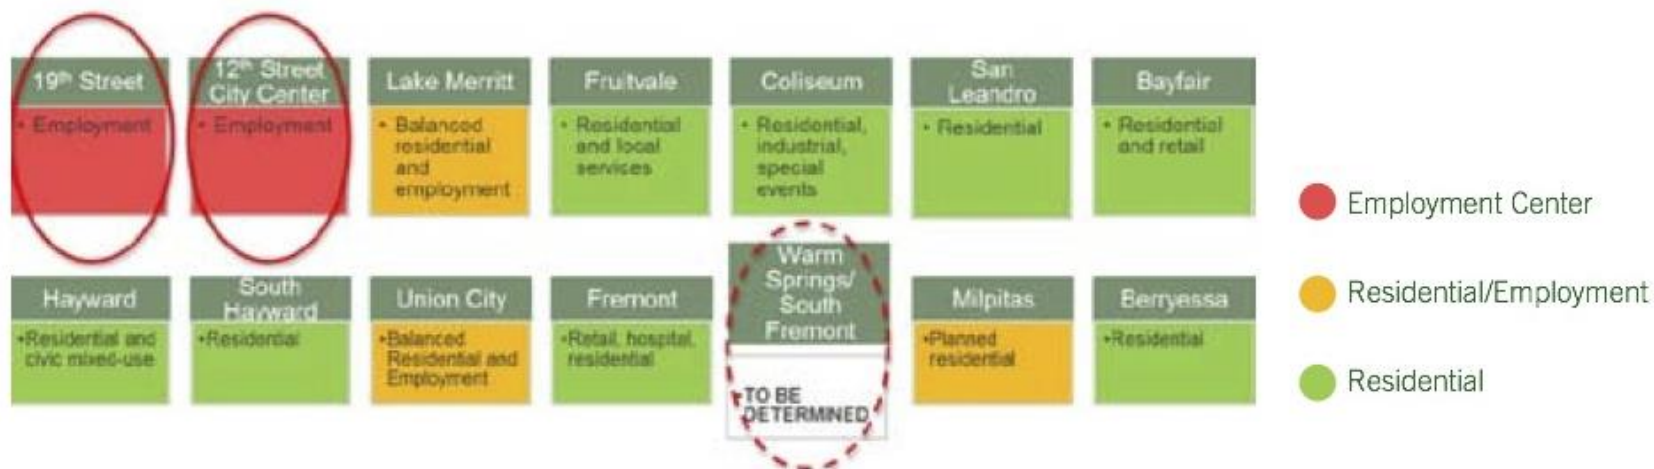 19th Street
• Employment
12th Street
City Center
• Employment
Lake Merritt
• Balanced
residential
and
employment
Fruitvale
• Residential
and local
services
Coliseum
• Residential,
industrial,
special
events
San
Leandro
• Residential
Bayfair
• Residential
and retail
Hayward
•Residential and
civic mixed-use
South
Hayward
•Residential
Union City
•Balanced
Residential and
Employment
Fremont
•Retail, hospital,
residential
Warm
Springs/
South
Fremont
•TO BE
DETERMINED
Milpitas
•Planned
residential
Berryessa
•Residential
Employment Center
Residential/Employment
Residential